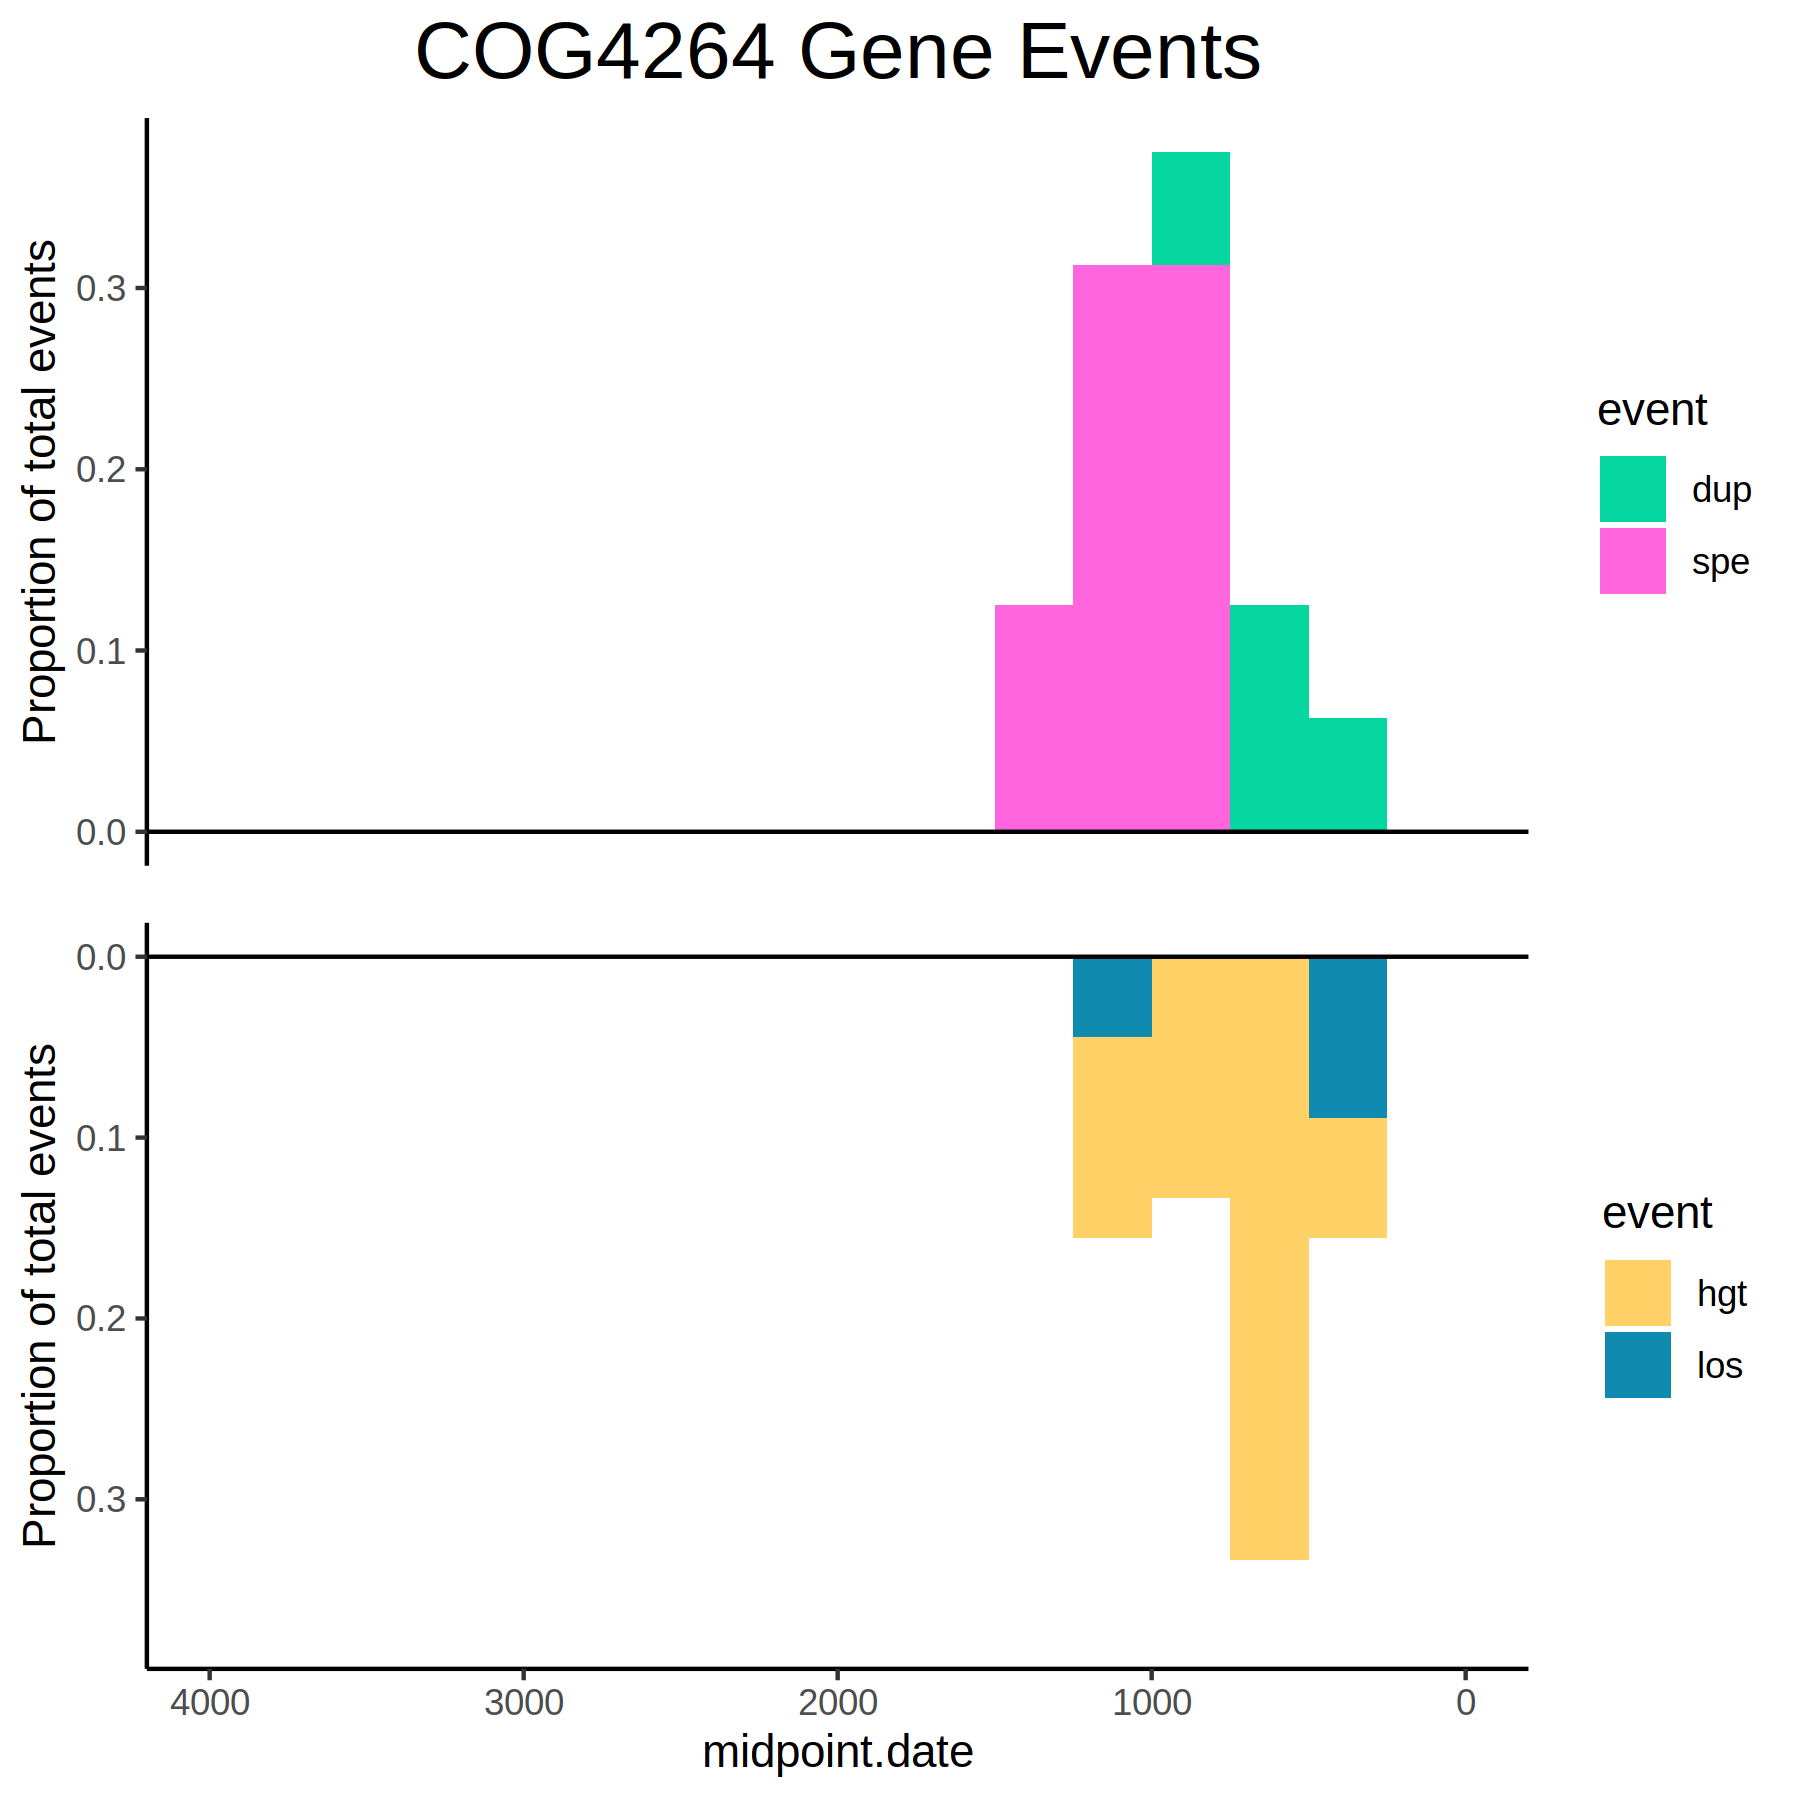 COG4264 Gene Events
Proportion of total events
0.3
0.2
0.1
0.0
event
dup
spe
Proportion of total events
0.0
0.1
0.2
0.3
event
hgt
los
4000 3000 2000 1000 0
midpoint.date